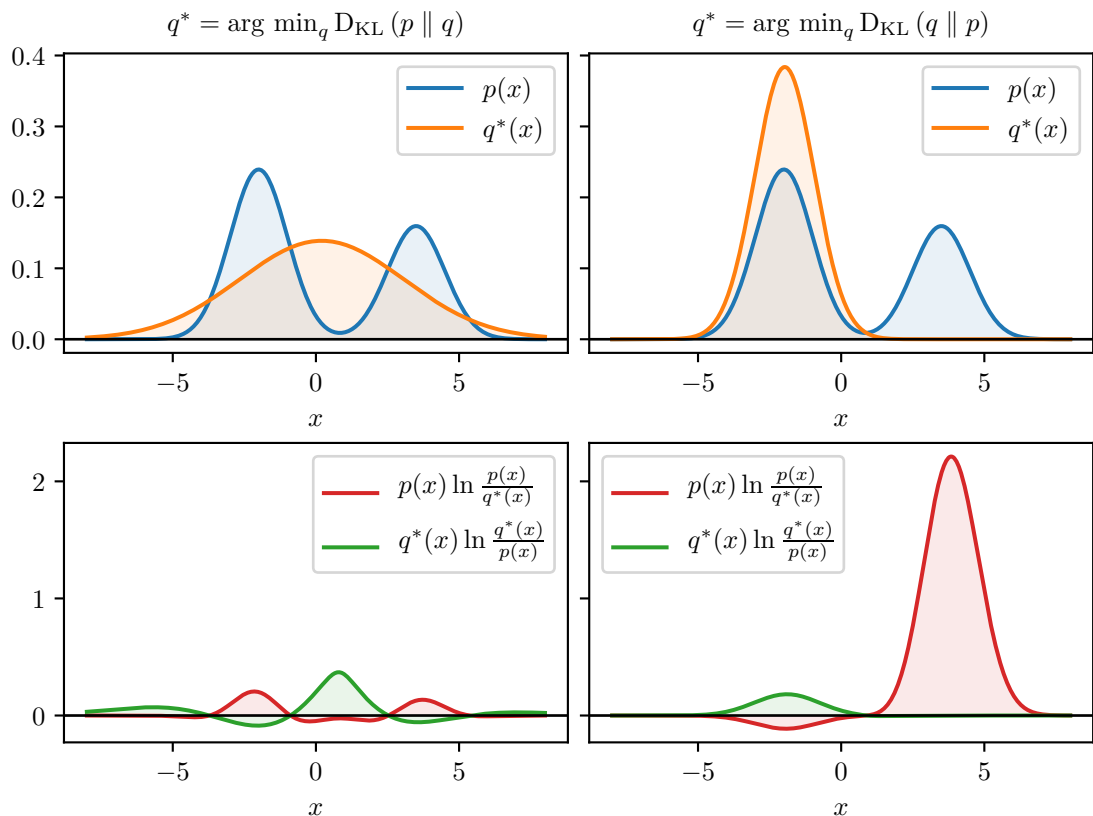 q* = arg min_q D_KL (p ∥ q)
q* = arg min_q D_KL (q ∥ p)
0.4
0.3
0.2
0.1
0.0
p(x)
q*(x)
p(x)
q*(x)
−5 0 5
−5 0 5
x
x
2
1
0
p(x) ln p(x)/q*(x)
q*(x) ln q*(x)/p(x)
p(x) ln p(x)/q*(x)
q*(x) ln q*(x)/p(x)
−5 0 5
−5 0 5
x
x